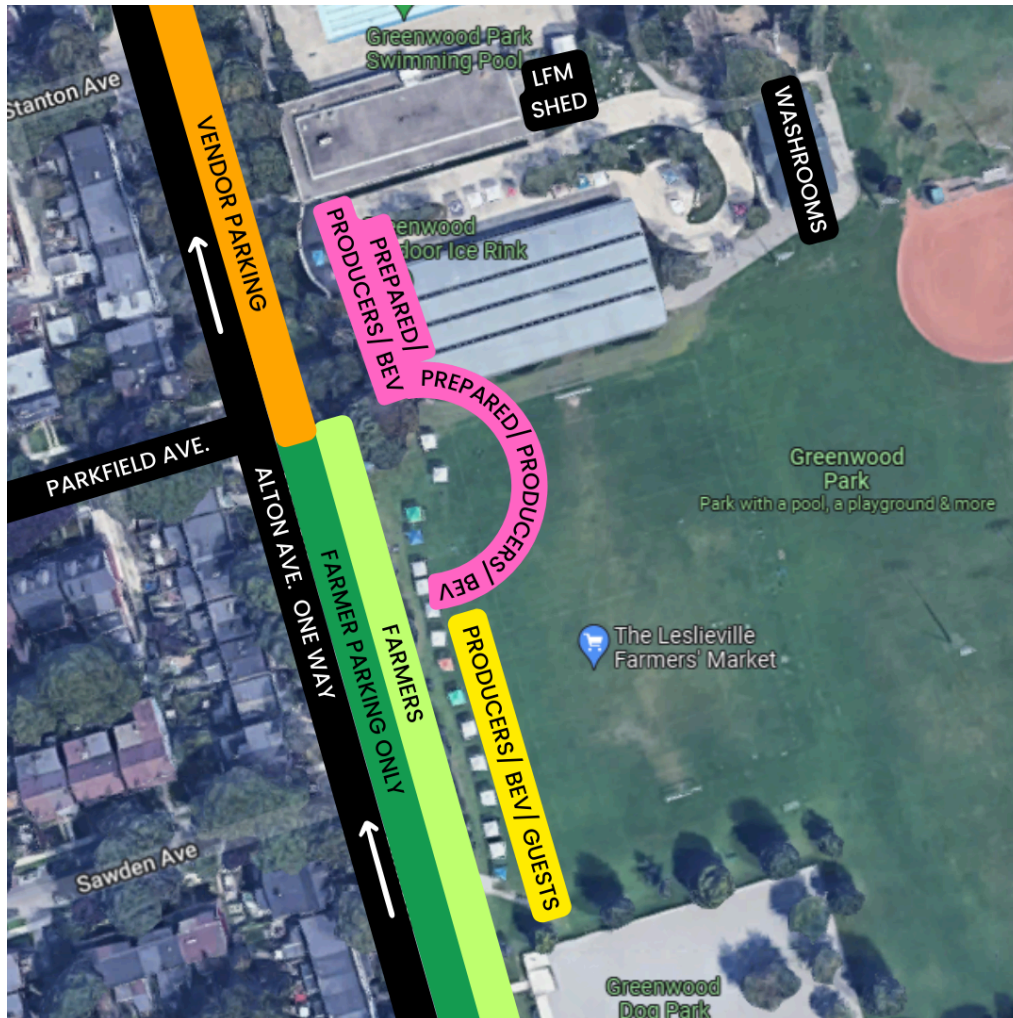 Greenwood Park
Swimming Pool
LFM
SHED
Stanton Ave
WASHROOMS
VENDOR PARKING
PREPARED/
PRODUCERS/ BEV
eenwood
door Ice Rink
PREPARED/ PRODUCERS/ BEV
PARKFIELD AVE.
ALTON AVE. ONE WAY
FARMER PARKING ONLY
FARMERS
Greenwood
Park
Park with a pool, a playground & more
The Leslieville
Farmers' Market
PRODUCERS/ BEV/ GUESTS
Sawden Ave
Greenwood
Dog Park